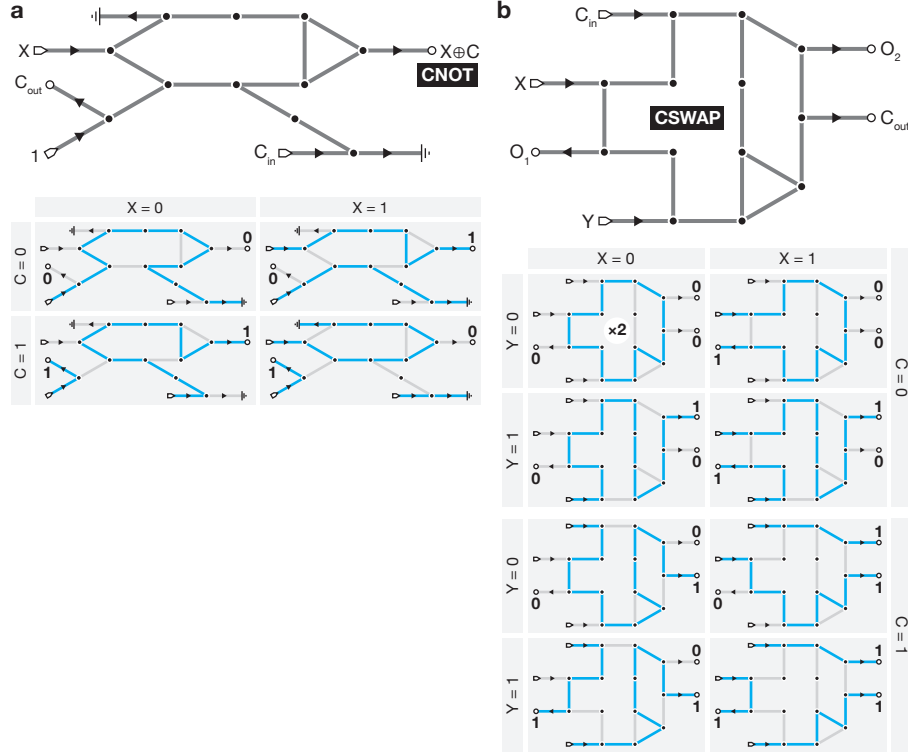 a
X
X⊕C
CNOT
C_out
1
C_in
X = 0
X = 1
C = 0
0
0
1
0
C = 1
1
1
0
1
b
C_in
O_2
X
CSWAP
C_out
O_1
Y
X = 0
X = 1
Y = 0
×2
0
0
0
0
0
1
C = 0
Y = 1
1
0
0
1
0
1
Y = 0
0
1
0
1
1
0
C = 1
Y = 1
0
1
1
1
1